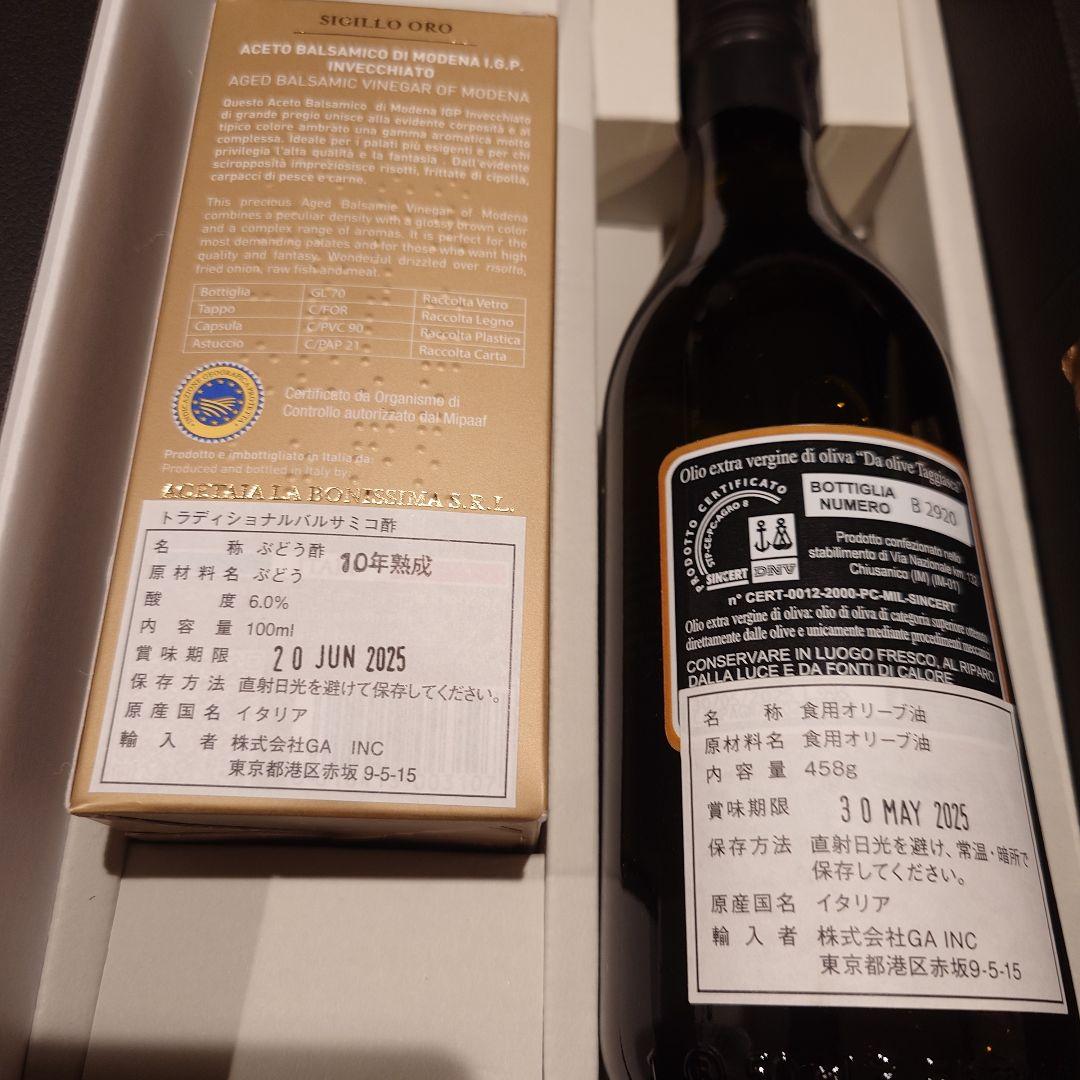 SIGILLO ORO
ACETO BALSAMICO DI MODENA I.G.P.
INVECCHIATO
AGED BALSAMIC VINEGAR OF MODENA
Questo Aceto Balsamico di Modena IGP Invecchiato
di grande pregio unisce alla evidente corposità e al
tipico colore ambrato una gamma aromatica molto
complessa. Ideale per i palati più esigenti e per chi
privilegia l'alta qualità e la fantasia. Dall'evidente
sciropposità impreziosisce risotti, frittate di cipolla,
carpacci di pesce e carne.
This precious Aged Balsamic Vinegar of Modena
combines a peculiar density with a glossy brown color
and a complex range of aromas. It is perfect for the
most demanding palates and for those who want high
quality and fantasy. Wonderful drizzled over risotto,
fried onion, raw fish and meat.
Bottiglia GL 70 Raccolta Vetro
Tappo C/FOR Raccolta Legno
Capsula C/PVC 90 Raccolta Plastica
Astuccio C/PAP 21 Raccolta Carta
INDICAZIONE GEOGRAFICA PROTETTA
Certificato da Organismo di
Controllo autorizzato dal Mipaaf
Prodotto e imbottigliato in Italia da:
Produced and bottled in Italy by:
ACETAIA LA BONISSIMA S.R.L.
トラディショナルバルサミコ酢
名 称 ぶどう酢 10年熟成
原材料名 ぶどう
酸 度 6.0%
内容量 100ml
賞味期限 20 JUN 2025
保存方法 直射日光を避けて保存してください。
原産国名 イタリア
輸入者 株式会社GA INC
東京都港区赤坂 9-5-15
Olio extra vergine di oliva "Da olive Taggiasca"
PRODOTTO CERTIFICATO
STP-CE-PC-AGRO 8
SINCERT DNV
BOTTIGLIA
NUMERO B 2920
Prodotto confezionato nello
stabilimento di Via Nazionale km. 132
Chiusanico (IM) (IM-01)
n° CERT-0012-2000-PC-MIL-SINCERT
Olio extra vergine di oliva: olio di oliva di categoria superiore ottenuto
direttamente dalle olive e unicamente mediante procedimenti meccanici
CONSERVARE IN LUOGO FRESCO, AL RIPARO
DALLA LUCE E DA FONTI DI CALORE
名 称 食用オリーブ油
原材料名 食用オリーブ油
内容量 458g
賞味期限 30 MAY 2025
保存方法 直射日光を避け、常温・暗所で
保存してください。
原産国名 イタリア
輸入者 株式会社GA INC
東京都港区赤坂9-5-15